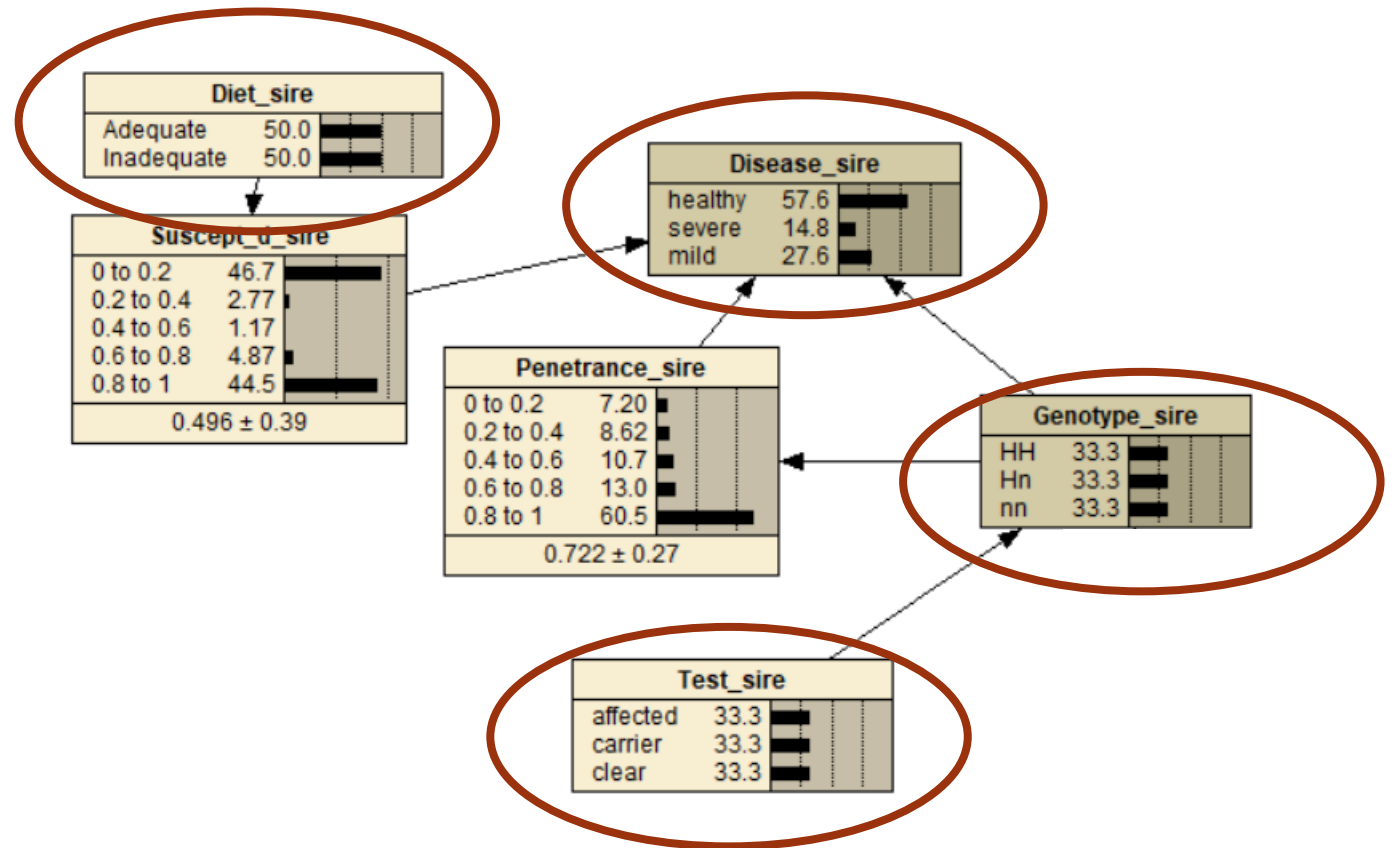 Diet_sire
Adequate 50.0
Inadequate 50.0
Suscept_d_sire
0 to 0.2 46.7
0.2 to 0.4 2.77
0.4 to 0.6 1.17
0.6 to 0.8 4.87
0.8 to 1 44.5
0.496 ± 0.39
Disease_sire
healthy 57.6
severe 14.8
mild 27.6
Penetrance_sire
0 to 0.2 7.20
0.2 to 0.4 8.62
0.4 to 0.6 10.7
0.6 to 0.8 13.0
0.8 to 1 60.5
0.722 ± 0.27
Genotype_sire
HH 33.3
Hn 33.3
nn 33.3
Test_sire
affected 33.3
carrier 33.3
clear 33.3